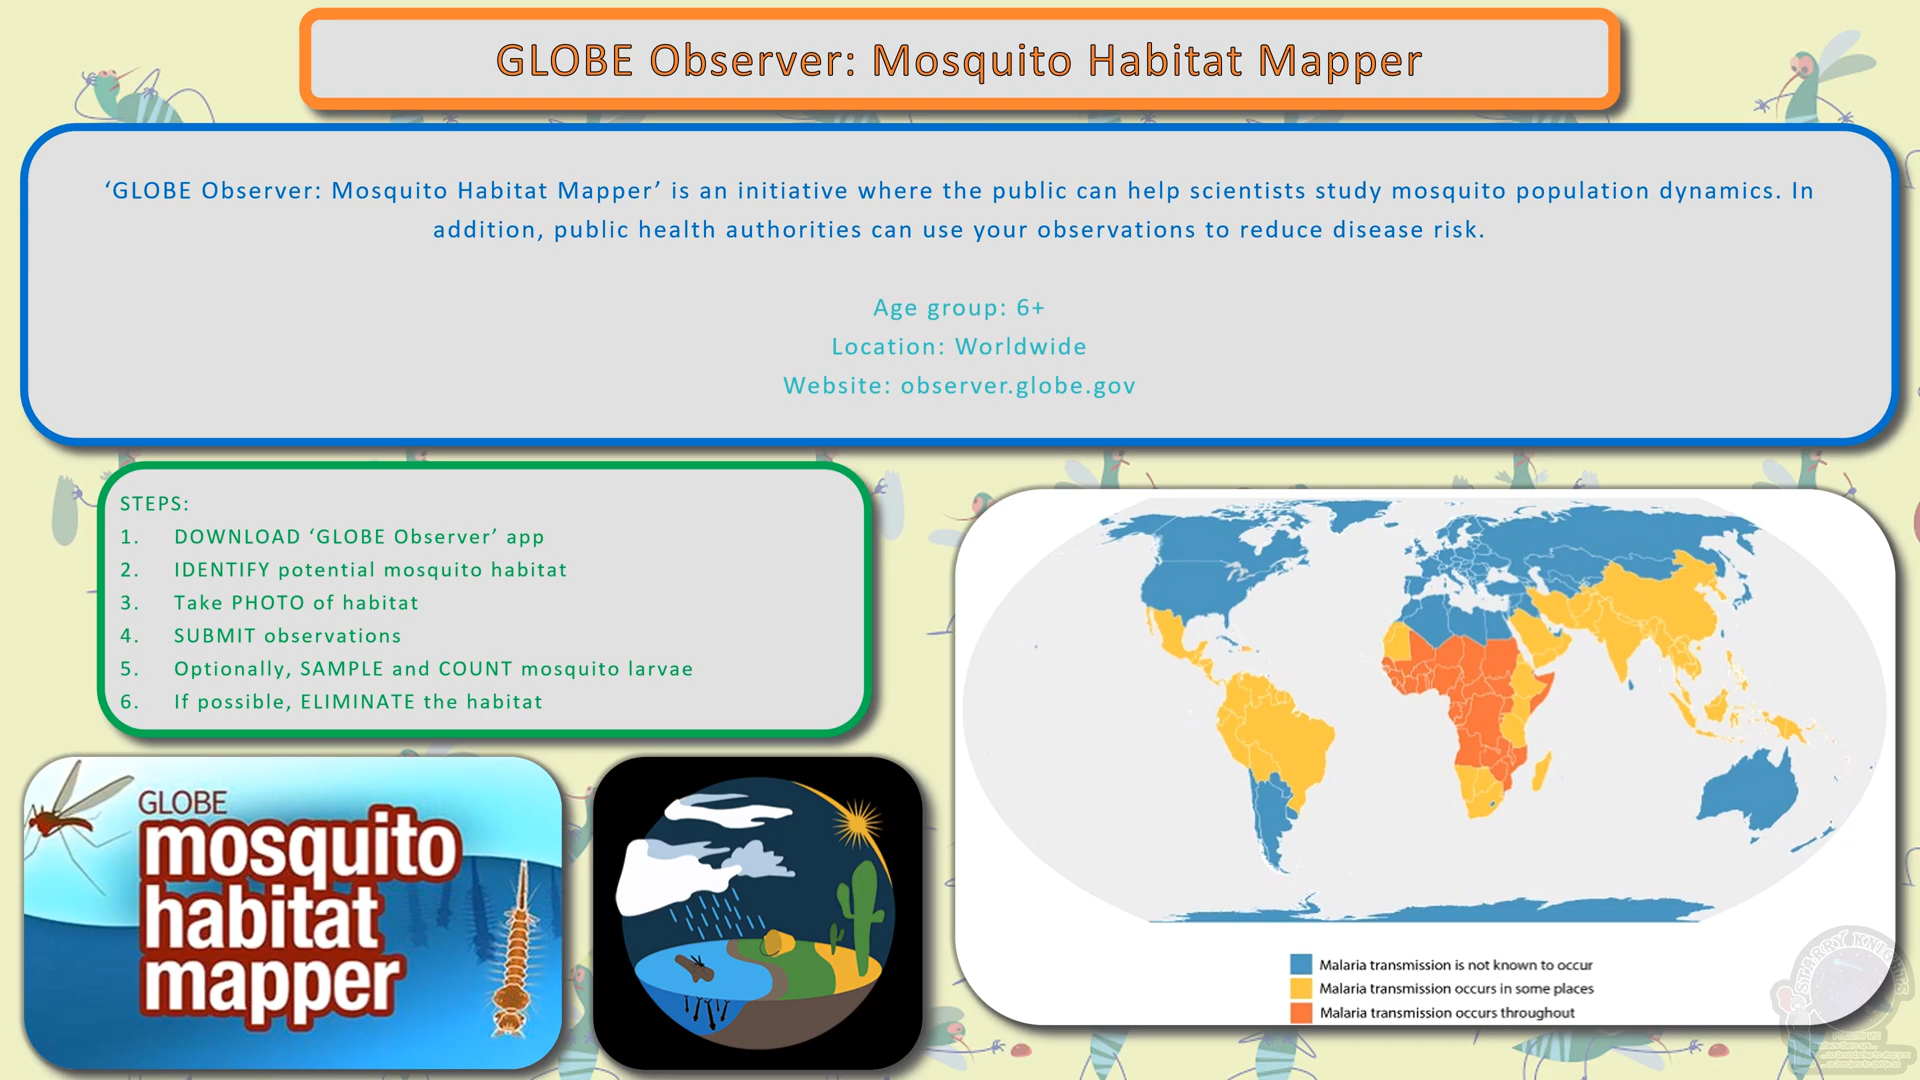 GLOBE Observer: Mosquito Habitat Mapper
‘GLOBE Observer: Mosquito Habitat Mapper’ is an initiative where the public can help scientists study mosquito population dynamics. In
addition, public health authorities can use your observations to reduce disease risk.
Age group: 6+
Location: Worldwide
Website: observer.globe.gov
STEPS:
1. DOWNLOAD ‘GLOBE Observer’ app
2. IDENTIFY potential mosquito habitat
3. Take PHOTO of habitat
4. SUBMIT observations
5. Optionally, SAMPLE and COUNT mosquito larvae
6. If possible, ELIMINATE the habitat
GLOBE
mosquito
habitat
mapper
Malaria transmission is not known to occur
Malaria transmission occurs in some places
Malaria transmission occurs throughout
STARRY KNIGHTS